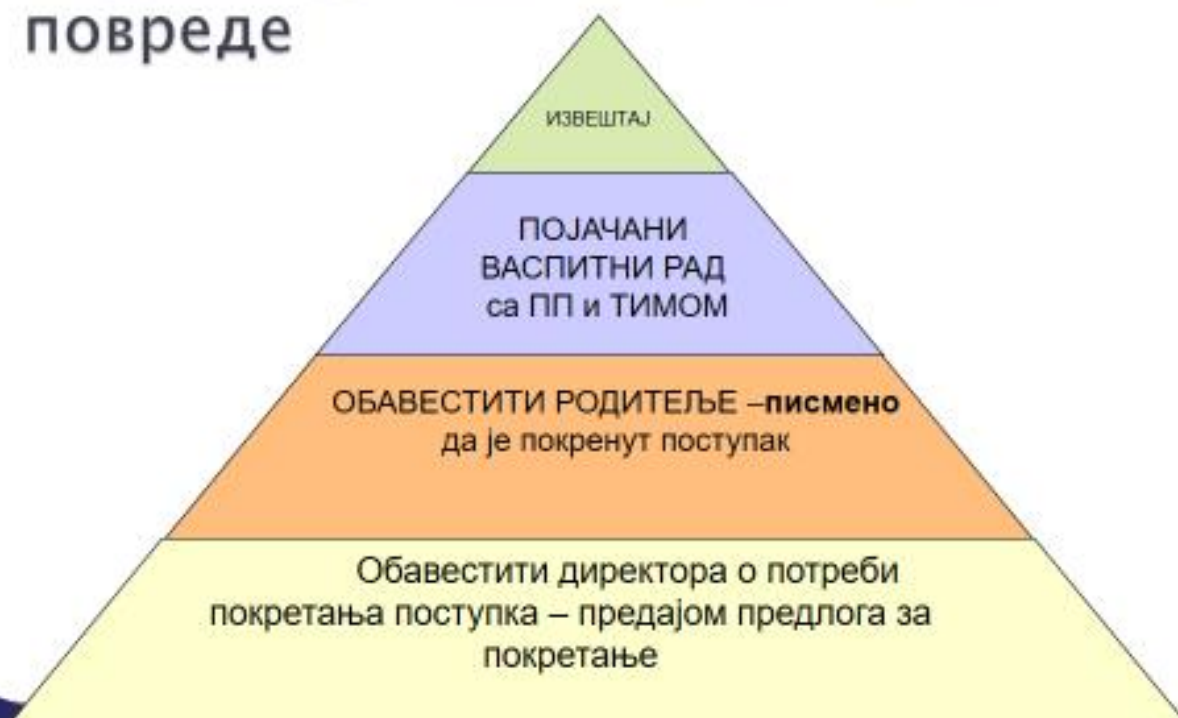 повреде
ИЗВЕШТАЈ
ПОЈАЧАНИ
ВАСПИТНИ РАД
са ПП и ТИМОМ
ОБАВЕСТИТИ РОДИТЕЉЕ –писмено
да је покренут поступак
Обавестити директора о потреби
покретања поступка – предајом предлога за
покретање